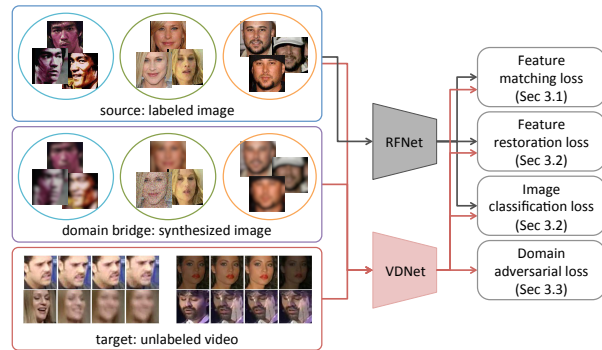 source: labeled image
domain bridge: synthesized image
target: unlabeled video
RFNet
VDNet
Feature
matching loss
(Sec 3.1)
Feature
restoration loss
(Sec 3.2)
Image
classification loss
(Sec 3.2)
Domain
adversarial loss
(Sec 3.3)